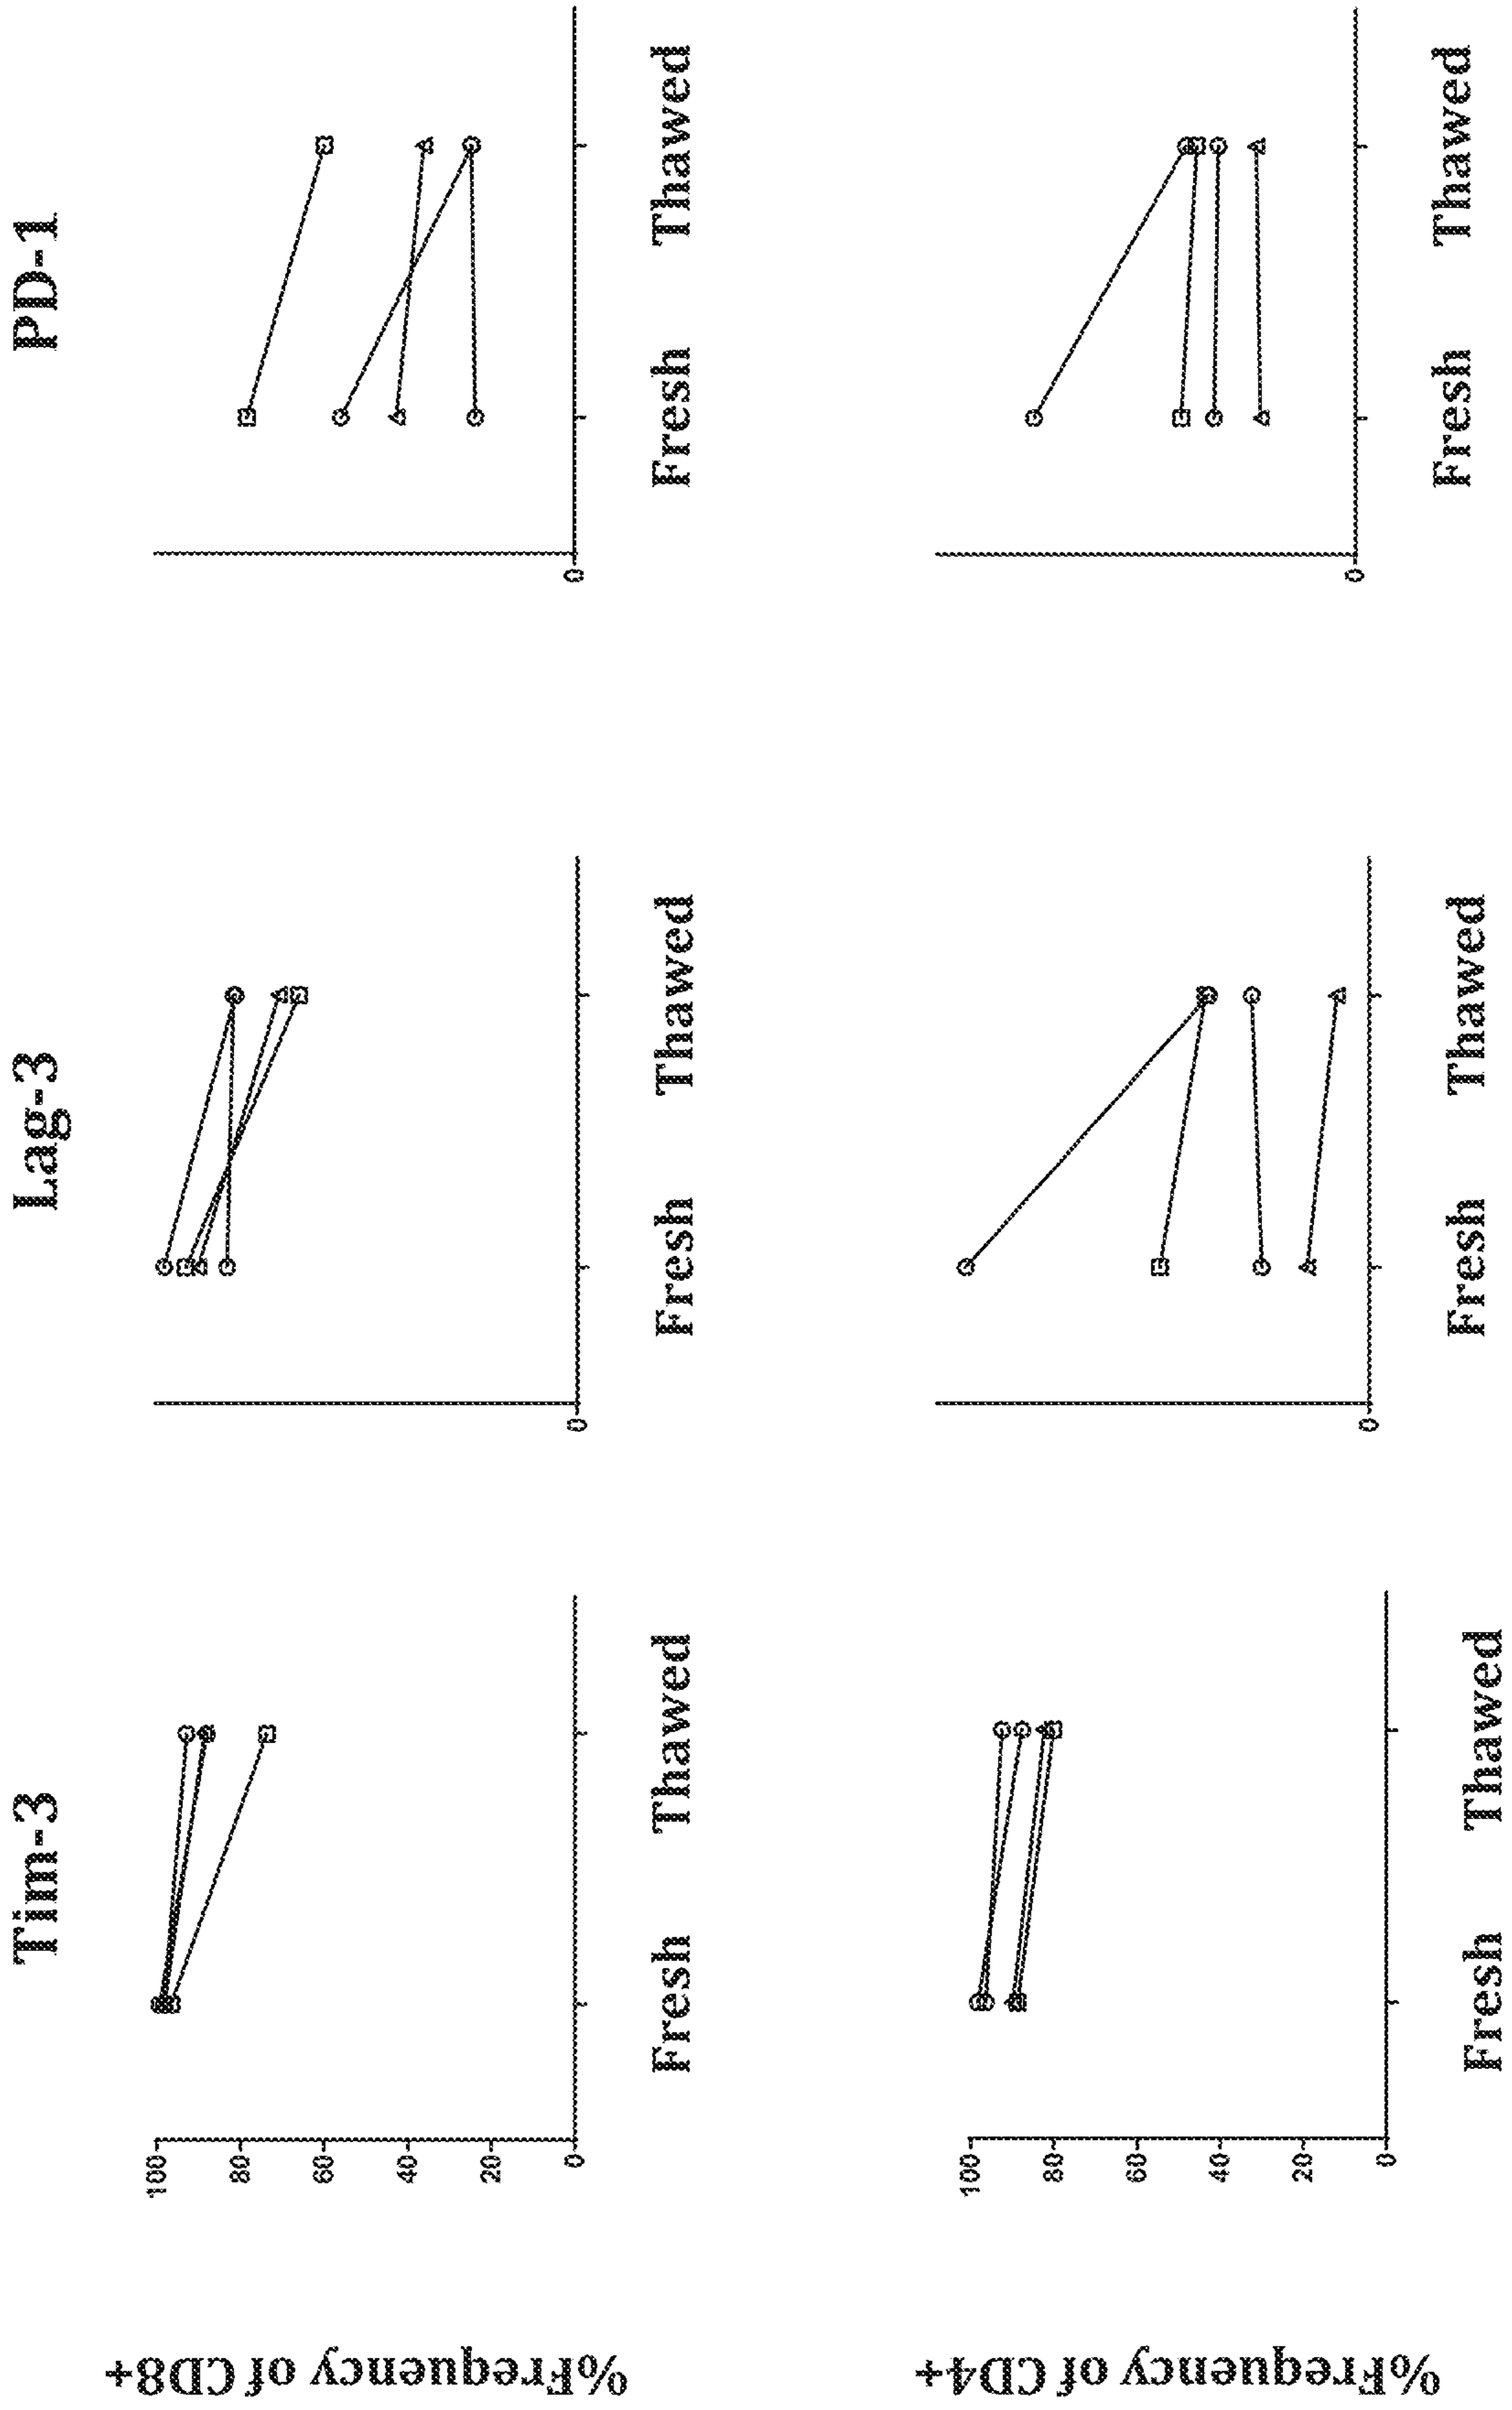 Tim-3
Lag-3
PD-1
%Frequency of CD8+
100
80
60
40
20
0
Fresh Thawed
0
Fresh Thawed
0
Fresh Thawed
%Frequency of CD4+
100
80
60
40
20
0
Fresh Thawed
0
Fresh Thawed
0
Fresh Thawed